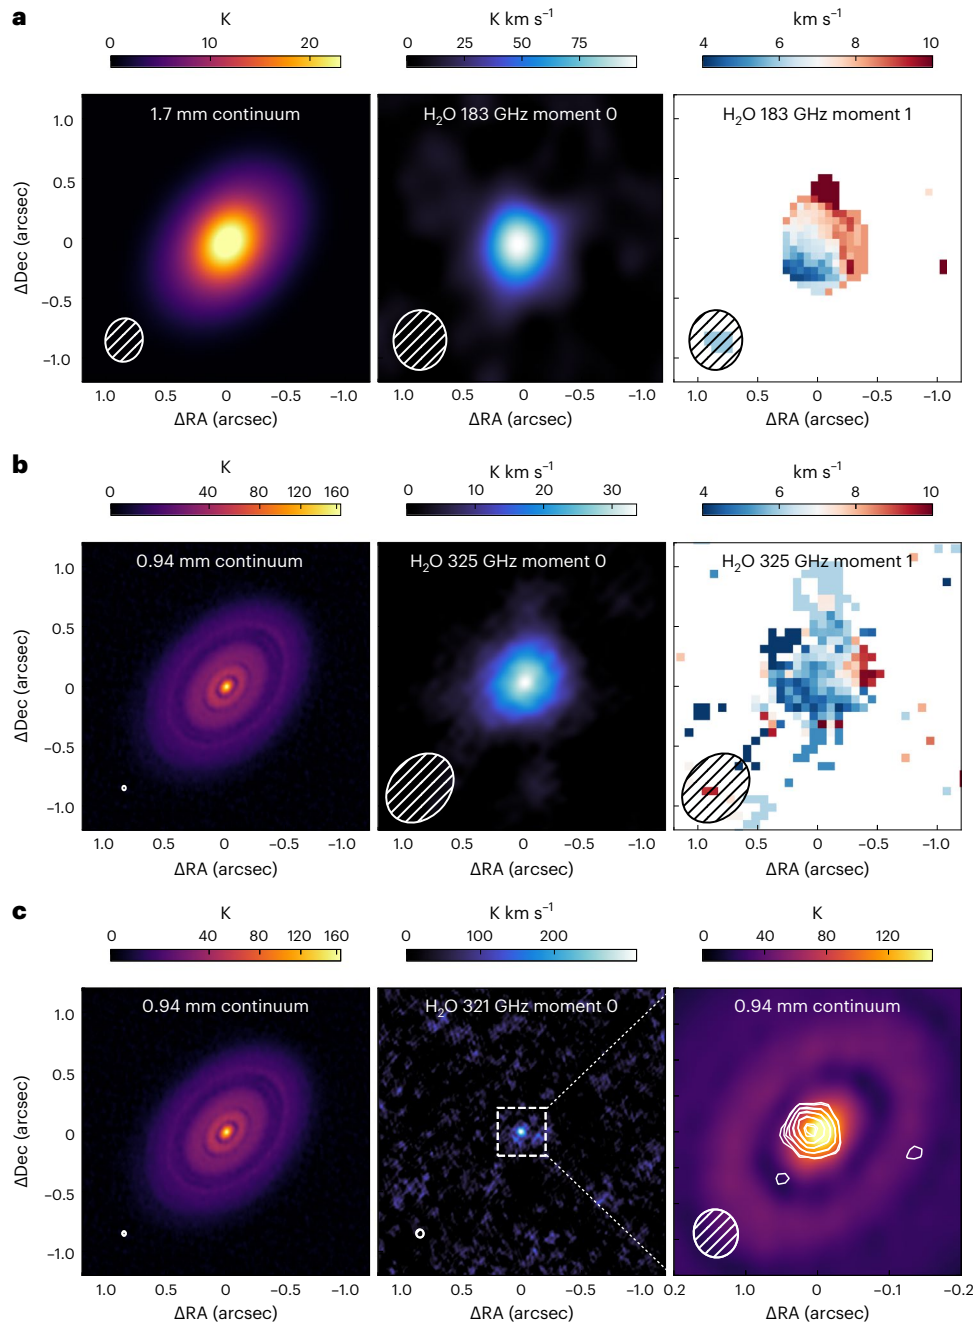 a
K
K km s⁻¹
km s⁻¹
0 10 20
0 25 50 75
4 6 8 10
1.7 mm continuum
H₂O 183 GHz moment 0
H₂O 183 GHz moment 1
1.0
0.5
0
−0.5
−1.0
ΔDec (arcsec)
1.0 0.5 0 −0.5 −1.0
1.0 0.5 0 −0.5 −1.0
1.0 0.5 0 −0.5 −1.0
ΔRA (arcsec)
ΔRA (arcsec)
ΔRA (arcsec)
b
K
K km s⁻¹
km s⁻¹
0 40 80 120 160
0 10 20 30
4 6 8 10
0.94 mm continuum
H₂O 325 GHz moment 0
H₂O 325 GHz moment 1
1.0
0.5
0
−0.5
−1.0
ΔDec (arcsec)
1.0 0.5 0 −0.5 −1.0
1.0 0.5 0 −0.5 −1.0
1.0 0.5 0 −0.5 −1.0
ΔRA (arcsec)
ΔRA (arcsec)
ΔRA (arcsec)
c
K
K km s⁻¹
K
0 40 80 120 160
0 100 200
0 40 80 120
0.94 mm continuum
H₂O 321 GHz moment 0
0.94 mm continuum
1.0
0.5
0
−0.5
−1.0
ΔDec (arcsec)
1.0 0.5 0 −0.5 −1.0
1.0 0.5 0 −0.5 −1.0
0.2 1.0 0 −0.1 −0.2
ΔRA (arcsec)
ΔRA (arcsec)
ΔRA (arcsec)